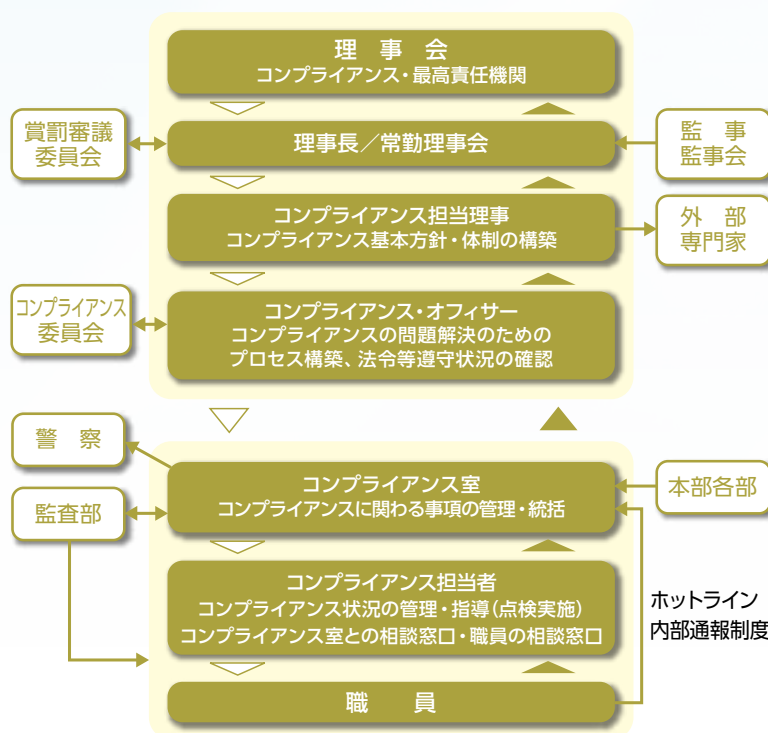 理 事 会
コンプライアンス・最高責任機関
賞罰審議
委員会
理事長／常勤理事会
監 事
監事会
コンプライアンス担当理事
コンプライアンス基本方針・体制の構築
外 部
専門家
コンプライアンス
委員会
コンプライアンス・オフィサー
コンプライアンスの問題解決のための
プロセス構築、法令等遵守状況の確認
警 察
監査部
コンプライアンス室
コンプライアンスに関わる事項の管理・統括
本部各部
コンプライアンス担当者
コンプライアンス状況の管理・指導(点検実施)
コンプライアンス室との相談窓口・職員の相談窓口
ホットライン
内部通報制度
職 員